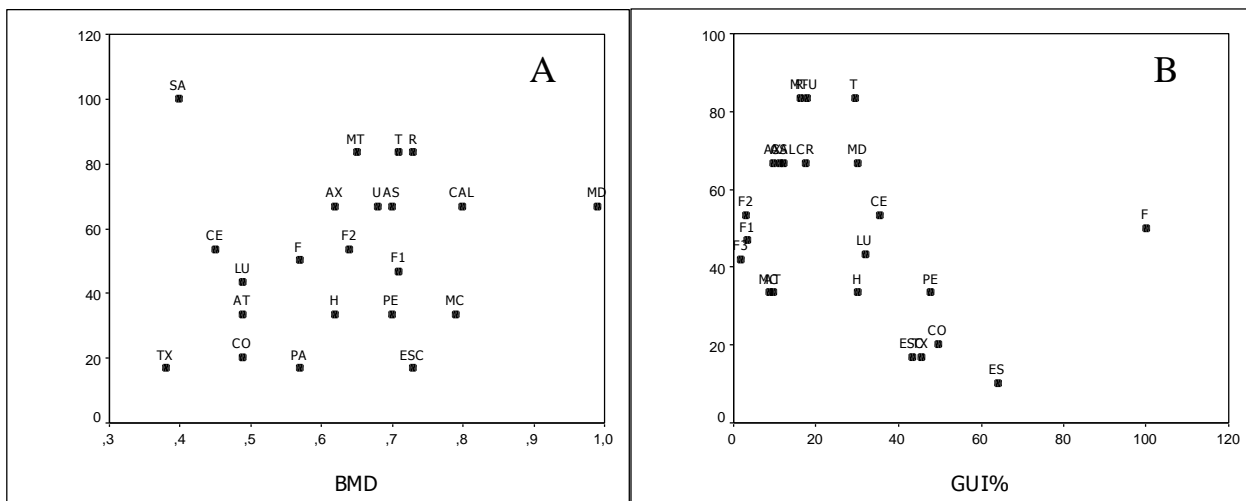 A
120
100
80
60
40
20
0
SA
MT T R
AX U AS CAL MD
CE F F2 F1
LU
AT H PE MC
TX CO PA ESC
,3 ,4 ,5 ,6 ,7 ,8 ,9 1,0
BMD
B
100
80
60
40
20
0
U T
CR MD
F2 CE F
F1
F3 LU
H PE
CO
ES
0 20 40 60 80 100 120
GUI%